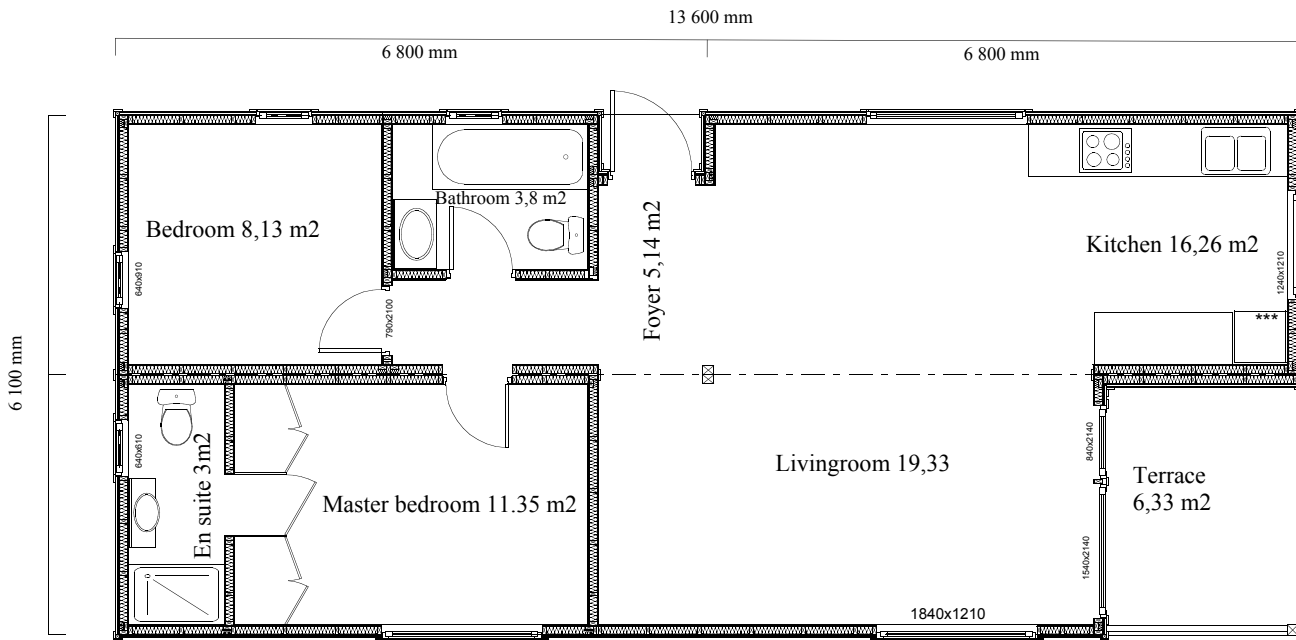 13 600 mm
6 800 mm
6 800 mm
Bathroom 3,8 m2
Bedroom 8,13 m2
Foyer 5,14 m2
Kitchen 16,26 m2
640x910
790x2100
1240x1210
***
6 100 mm
640x610
En suite 3m2
Master bedroom 11.35 m2
Livingroom 19,33
840x2140
Terrace
6,33 m2
1540x2140
1840x1210